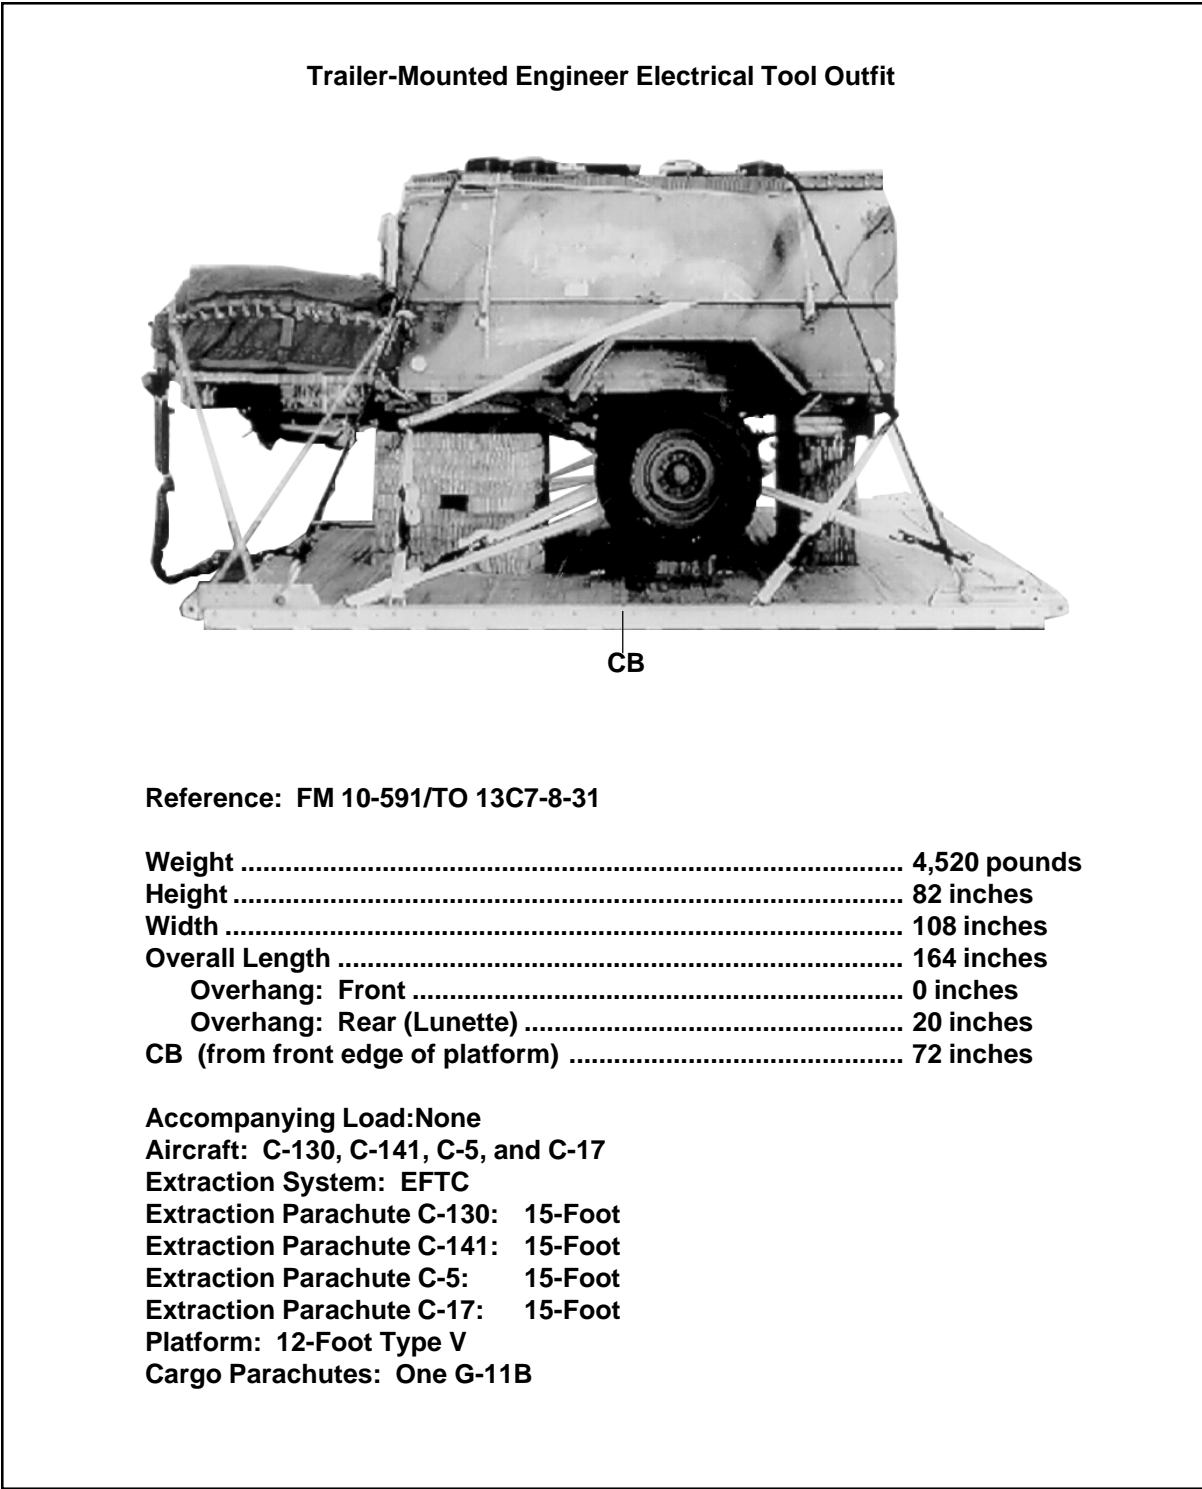 Trailer-Mounted Engineer Electrical Tool Outfit
CB
Reference: FM 10-591/TO 13C7-8-31
Weight ........................................................................................ 4,520 pounds
Height ........................................................................................ 82 inches
Width ........................................................................................ 108 inches
Overall Length ........................................................................... 164 inches
Overhang: Front ................................................................. 0 inches
Overhang: Rear (Lunette) .................................................. 20 inches
CB (from front edge of platform) ............................................ 72 inches
Accompanying Load:None
Aircraft: C-130, C-141, C-5, and C-17
Extraction System: EFTC
Extraction Parachute C-130: 15-Foot
Extraction Parachute C-141: 15-Foot
Extraction Parachute C-5: 15-Foot
Extraction Parachute C-17: 15-Foot
Platform: 12-Foot Type V
Cargo Parachutes: One G-11B